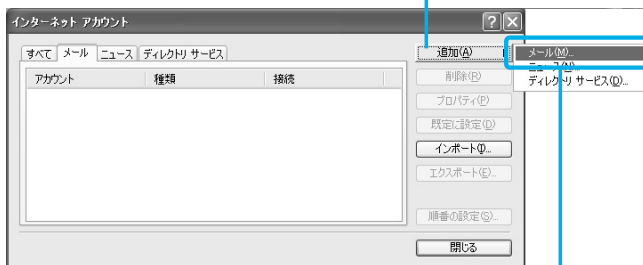 インターネット アカウント
すべて メール ニュース ディレクトリ サービス
アカウント 種類 接続
追加(A)
削除(R)
プロパティ(P)
既定に設定(D)
インポート(I)...
エクスポート(E)...
順番の設定(S)...
閉じる
メール(M)...
ニュース(N)...
ディレクトリ サービス(D)...